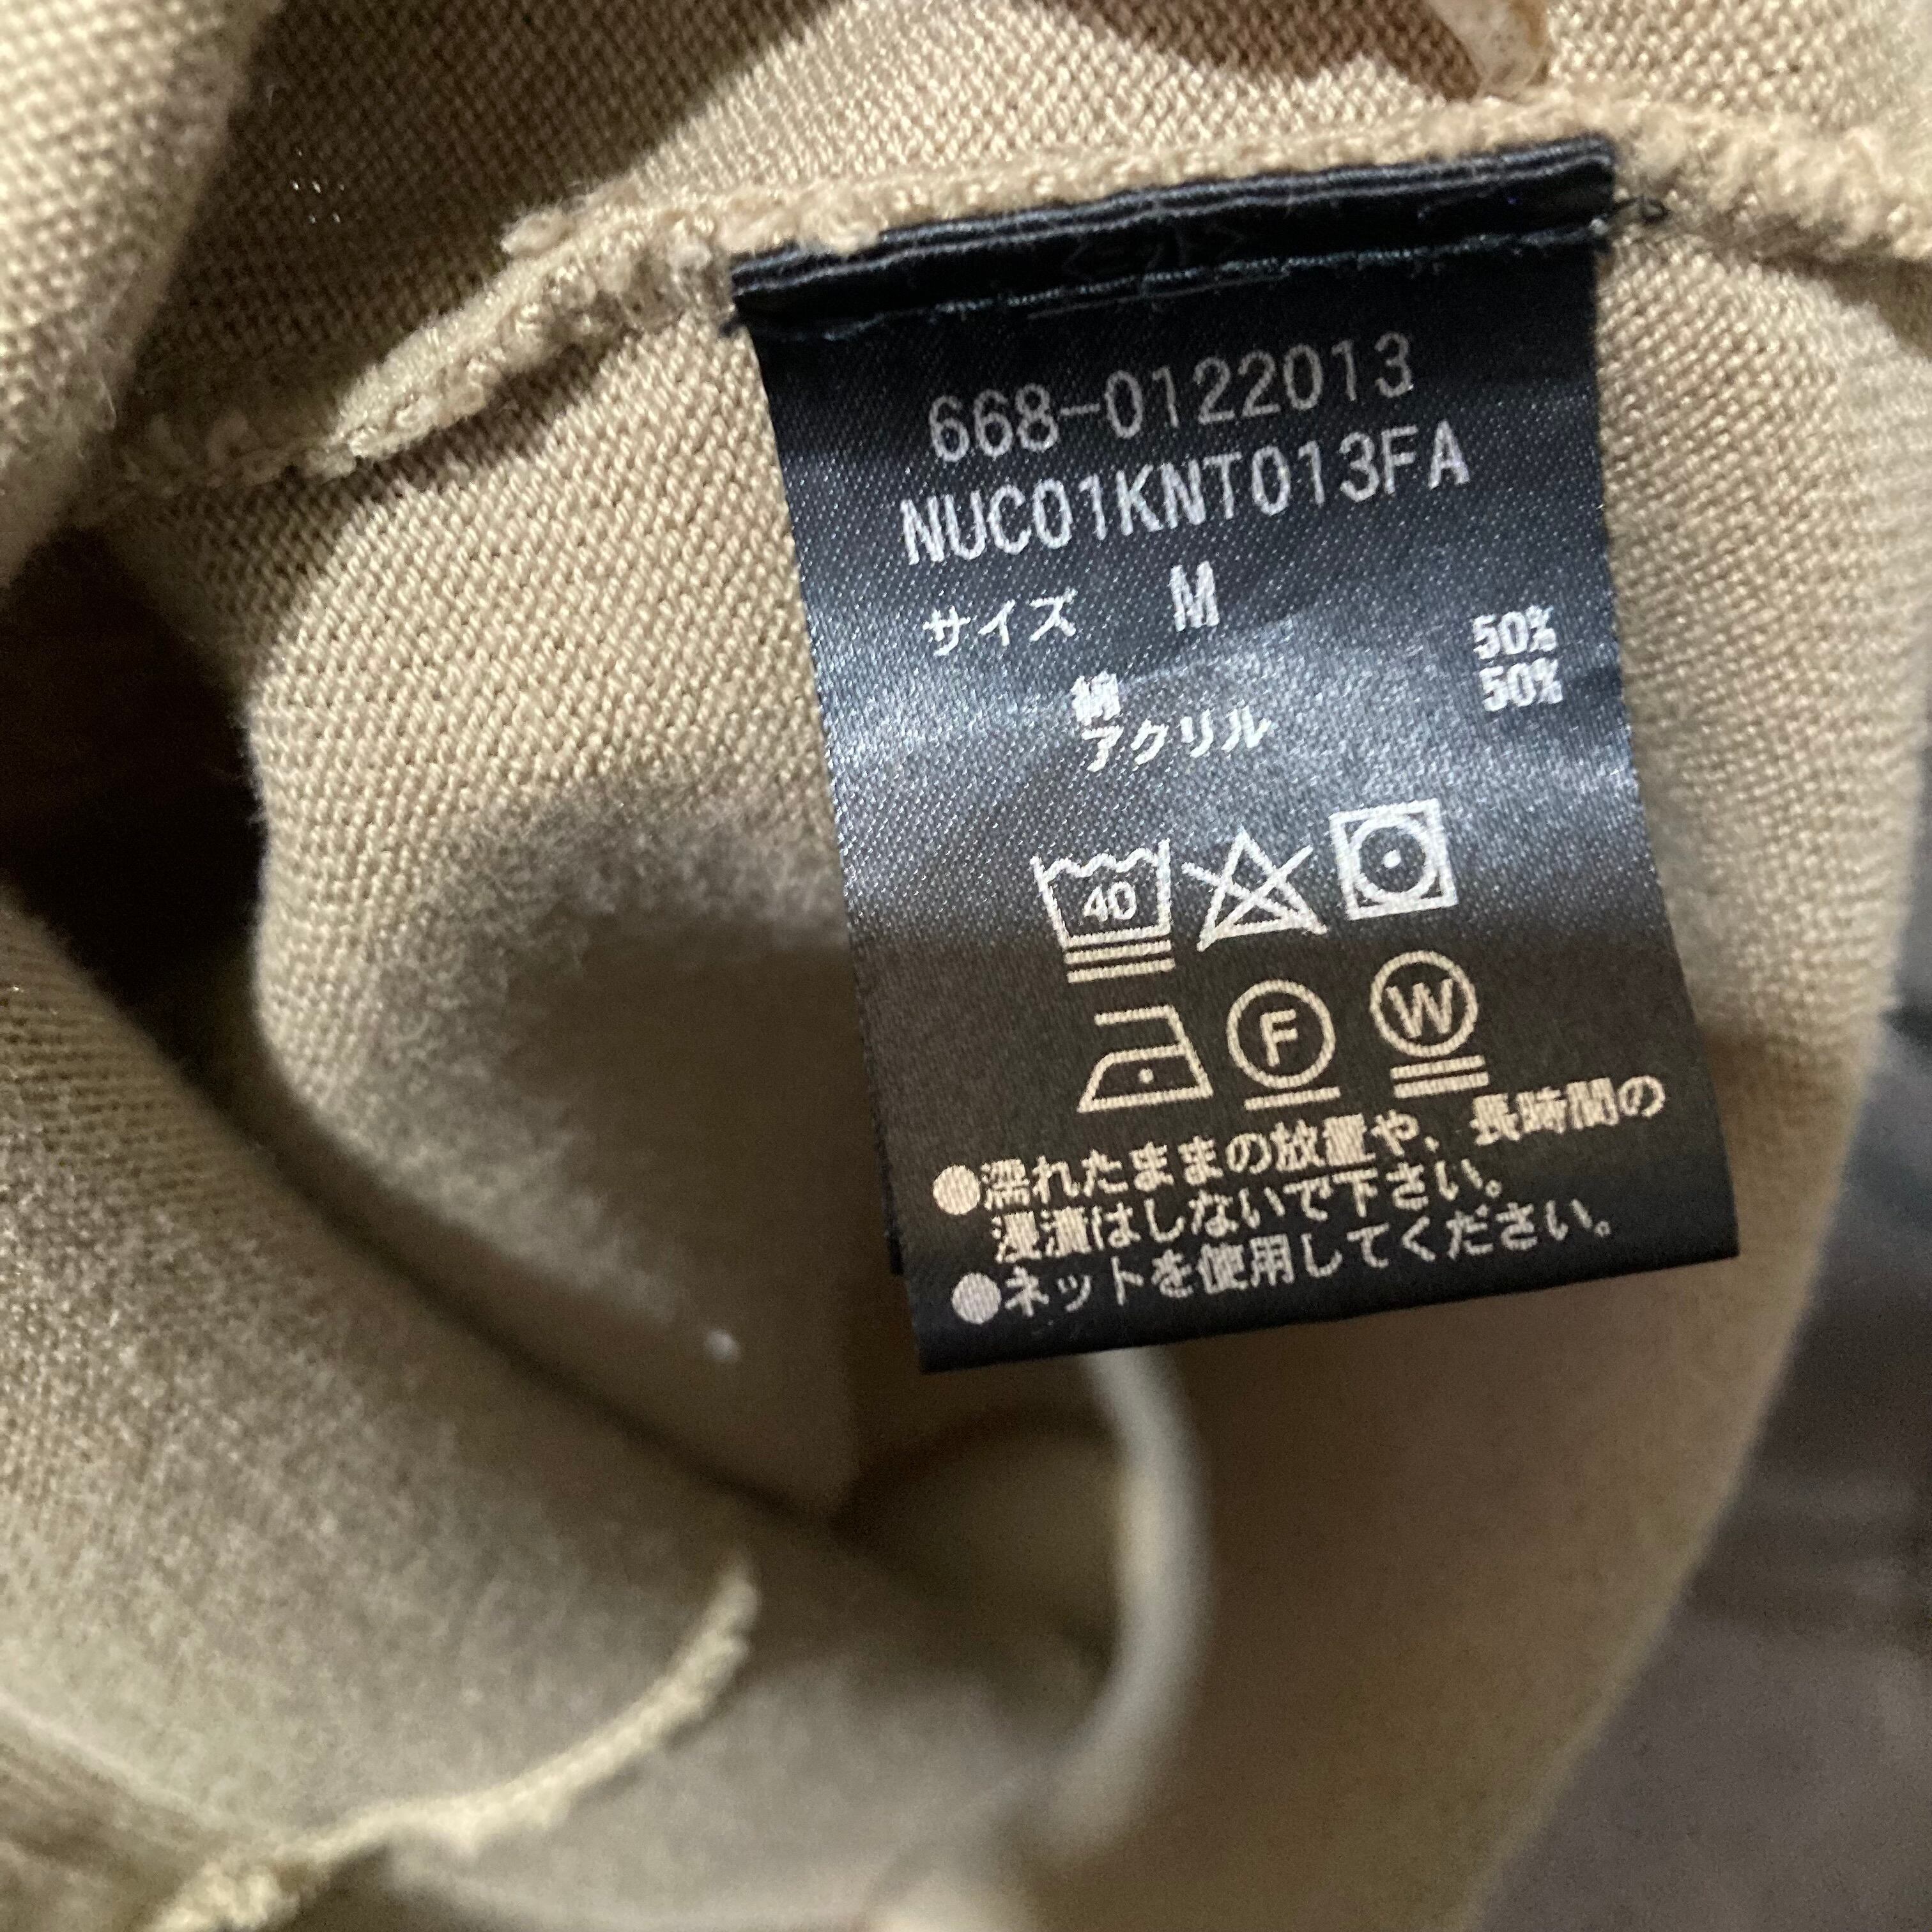 668-0122013
NUC01KNT013FA
サイズ M
綿 50%
アクリル 50%
40
F W
●濡れたままの放置や、長時間の
浸漬はしないで下さい。
●ネットを使用してください。